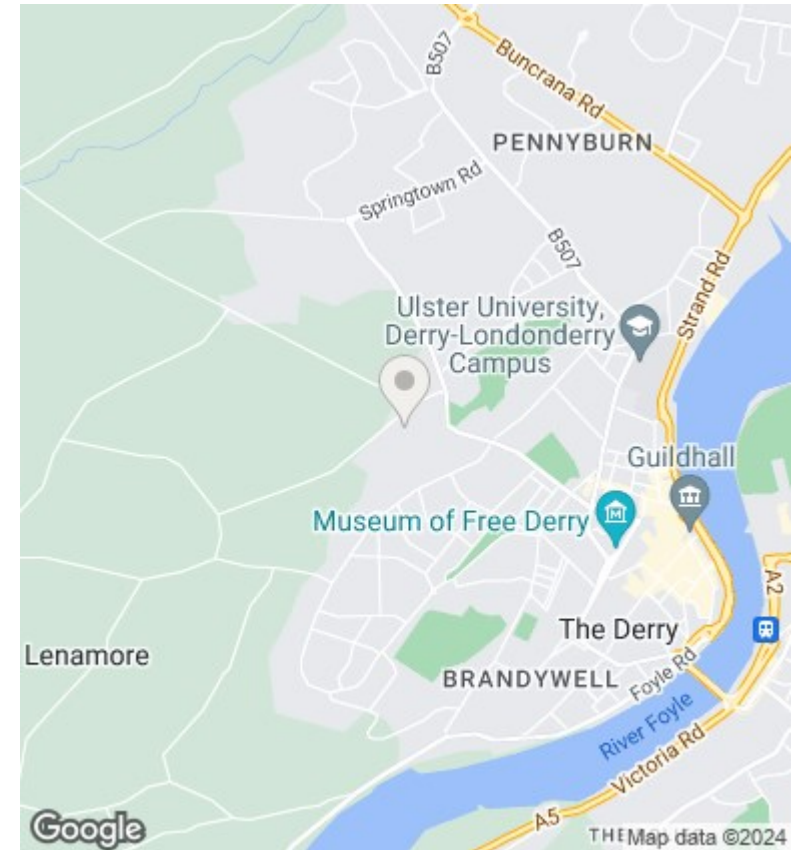 B507
Buncrana Rd
PENNYBURN
Springtown Rd
B507
Strand Rd
Ulster University,
Derry-Londonderry
Campus
Guildhall
Museum of Free Derry
A2
The Derry
Lenamore
BRANDYWELL
Foyle Rd
River Foyle
Victoria Rd
A5
Google
THE
Map data ©2024